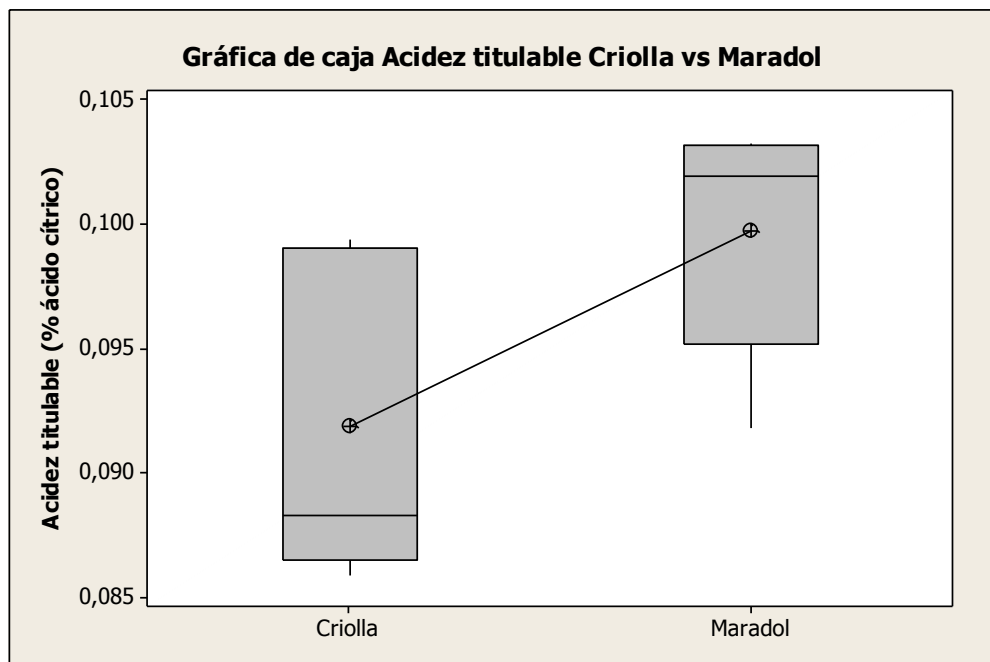 Gráfica de caja Acidez titulable Criolla vs Maradol
Acidez titulable (% ácido cítrico)
0,105
0,100
0,095
0,090
0,085
Criolla
Maradol